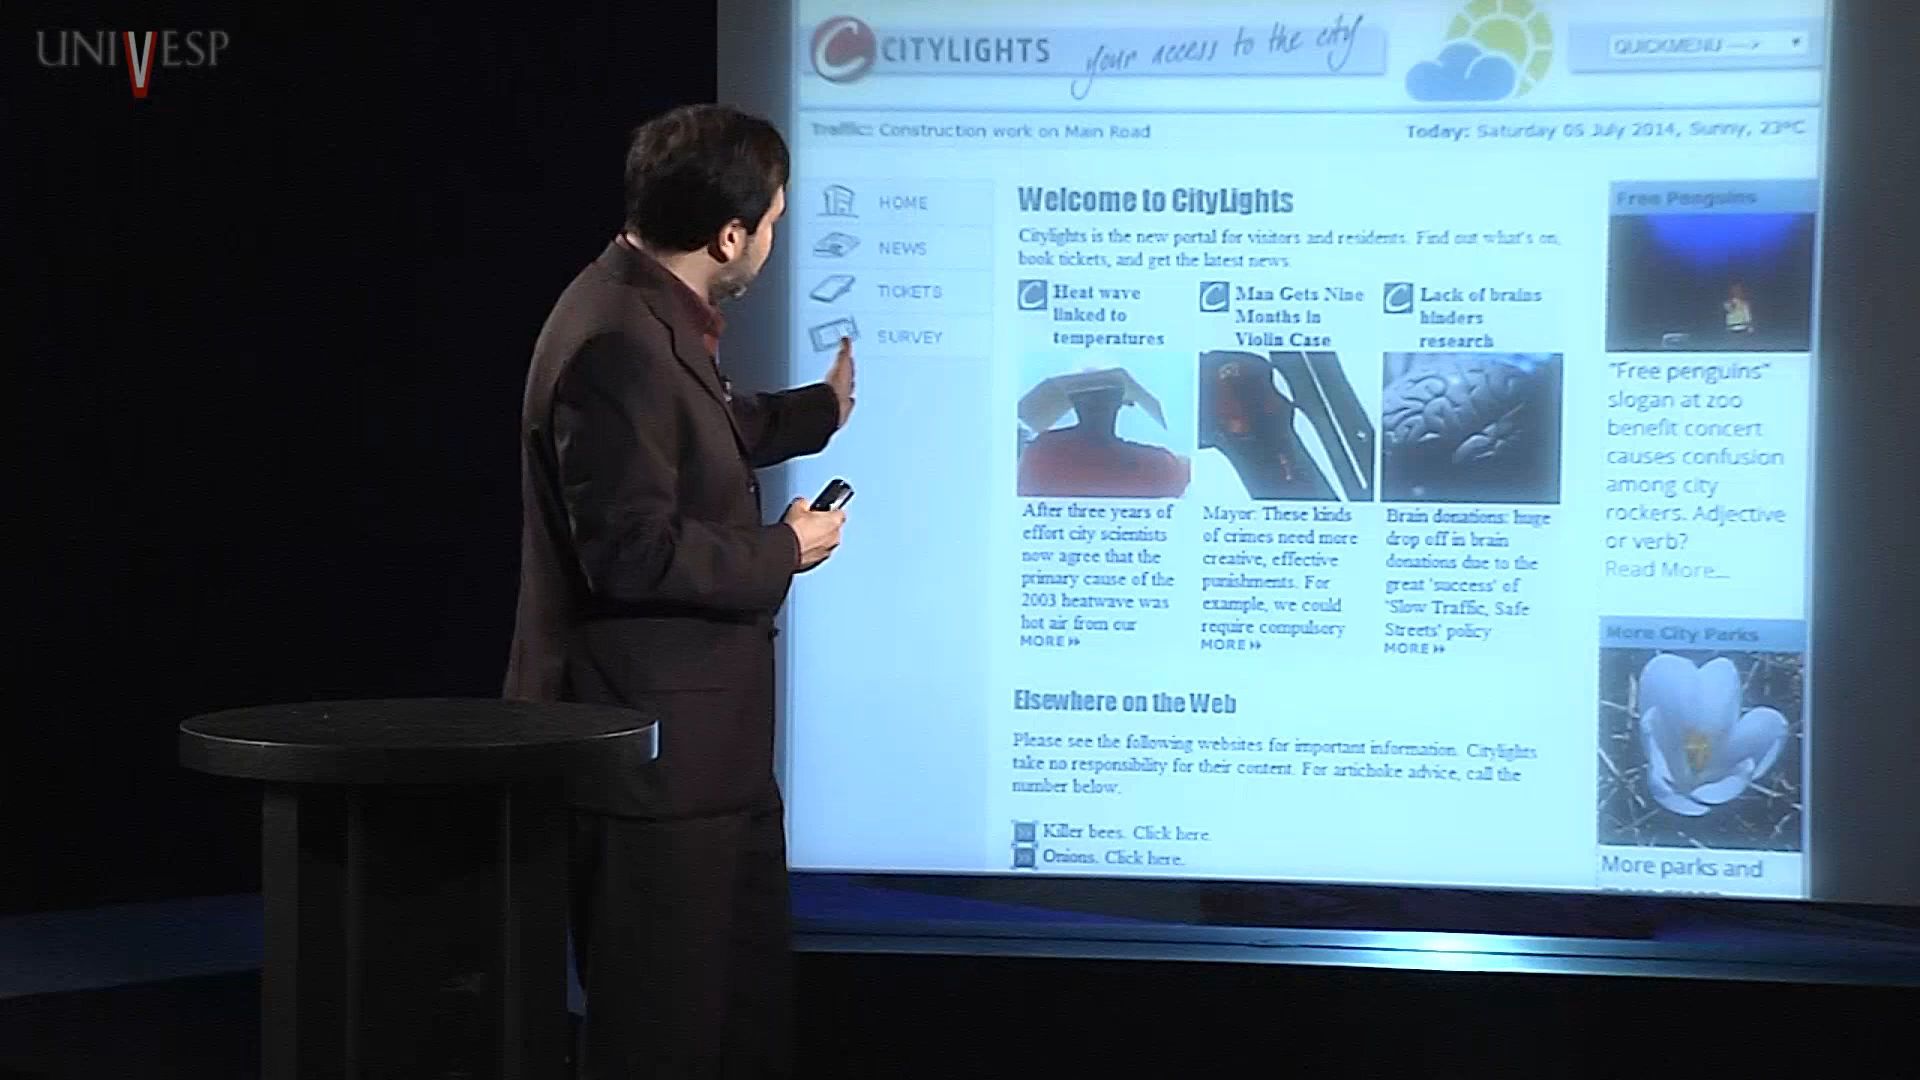 UNIVESP
CITYLIGHTS
your access to the city
QUICKMENU --->
Traffic: Construction work on Main Road
Today: Saturday 05 July 2014, Sunny, 23°C
HOME
NEWS
TICKETS
SURVEY
Welcome to CityLights
Citylights is the new portal for visitors and residents. Find out what's on,
book tickets, and get the latest news.
Heat wave
linked to
temperatures
After three years of
effort city scientists
now agree that the
primary cause of the
2003 heatwave was
hot air from our
MORE
Man Gets Nine
Months in
Violin Case
Mayor: These kinds
of crimes need more
creative, effective
punishments. For
example, we could
require compulsory
MORE
Lack of brains
hinders
research
Brain donations: huge
drop off in brain
donations due to the
great 'success' of
'Slow Traffic, Safe
Streets' policy
MORE
Elsewhere on the Web
Please see the following websites for important information. Citylights
take no responsibility for their content. For artichoke advice, call the
number below.
Killer bees. Click here.
Onions. Click here.
Free Penguins
"Free penguins"
slogan at zoo
benefit concert
causes confusion
among city
rockers. Adjective
or verb?
Read More...
More City Parks
More parks and